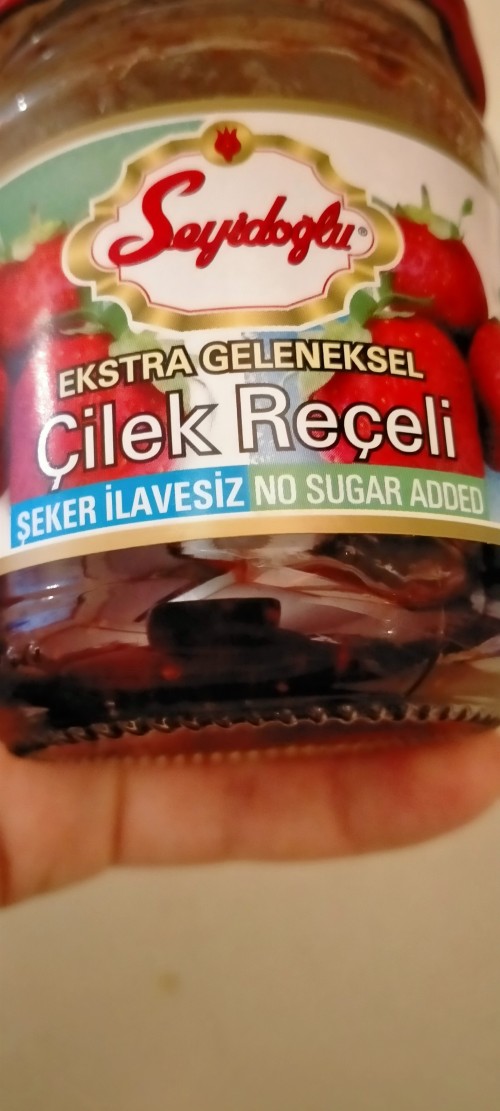 Seyidoğlu®
EKSTRA GELENEKSEL
Çilek Reçeli
ŞEKER İLAVESİZ NO SUGAR ADDED